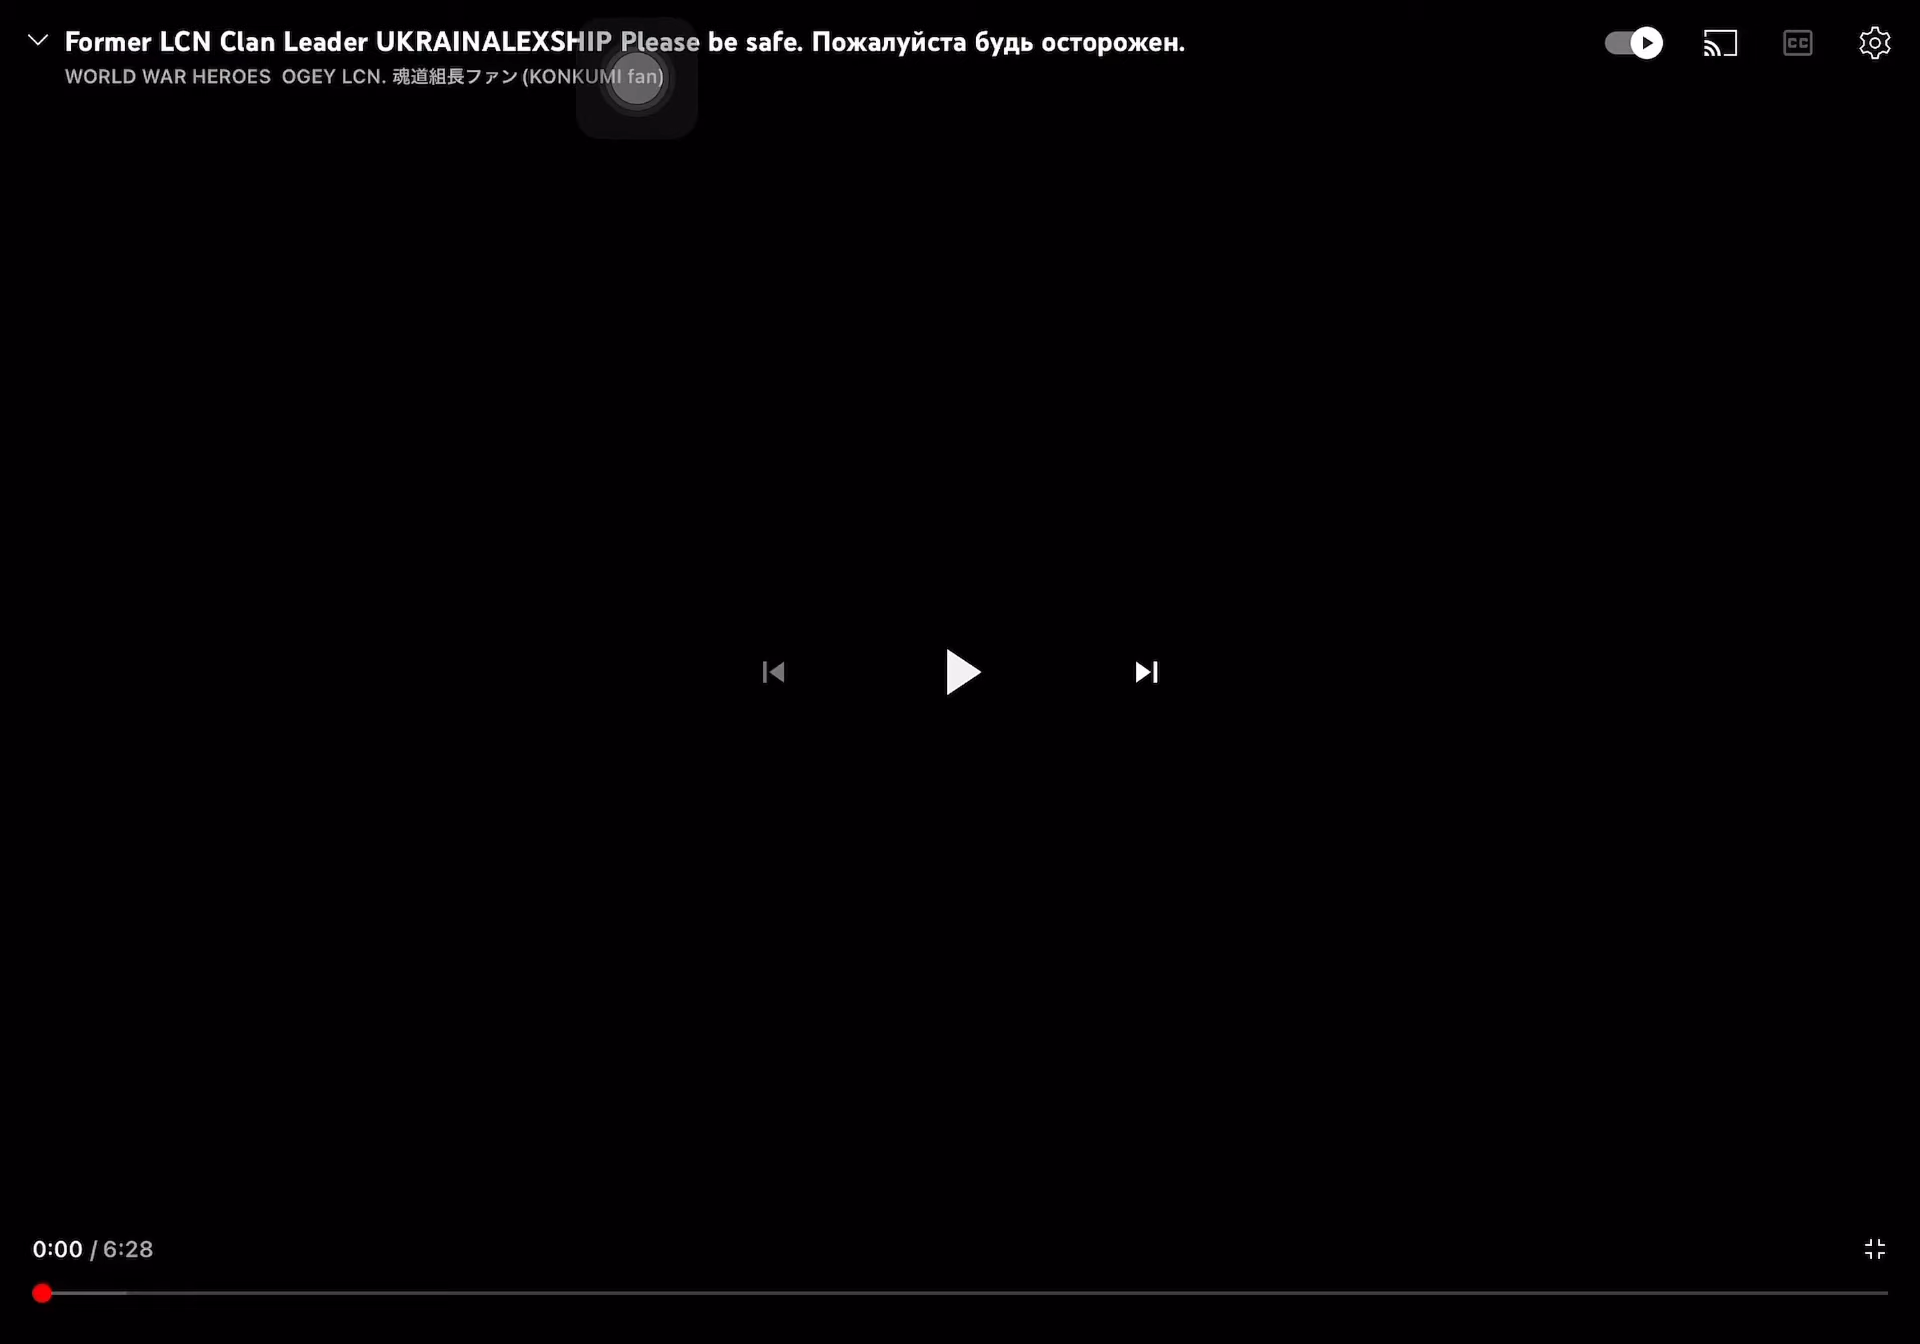 Former LCN Clan Leader UKRAINALEXSHIP Please be safe. Пожалуйста будь осторожен.
WORLD WAR HEROES OGEY LCN. 魂道組長ファン (KONKUMI fan)
CC
0:00 / 6:28